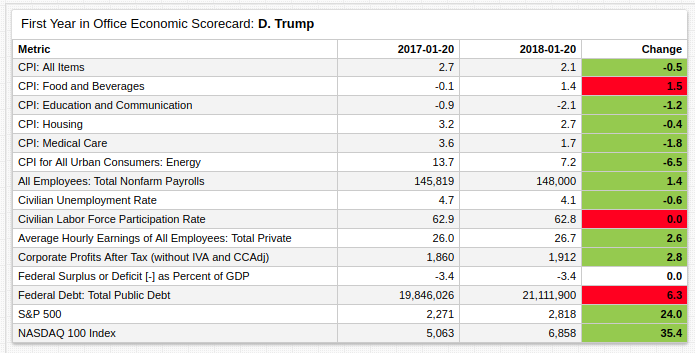 First Year in Office Economic Scorecard: D. Trump
Metric 2017-01-20 2018-01-20 Change
CPI: All Items 2.7 2.1 -0.5
CPI: Food and Beverages -0.1 1.4 1.5
CPI: Education and Communication -0.9 -2.1 -1.2
CPI: Housing 3.2 2.7 -0.4
CPI: Medical Care 3.6 1.7 -1.8
CPI for All Urban Consumers: Energy 13.7 7.2 -6.5
All Employees: Total Nonfarm Payrolls 145,819 148,000 1.4
Civilian Unemployment Rate 4.7 4.1 -0.6
Civilian Labor Force Participation Rate 62.9 62.8 0.0
Average Hourly Earnings of All Employees: Total Private 26.0 26.7 2.6
Corporate Profits After Tax (without IVA and CCAdj) 1,860 1,912 2.8
Federal Surplus or Deficit [-] as Percent of GDP -3.4 -3.4 0.0
Federal Debt: Total Public Debt 19,846,026 21,111,900 6.3
S&P 500 2,271 2,818 24.0
NASDAQ 100 Index 5,063 6,858 35.4